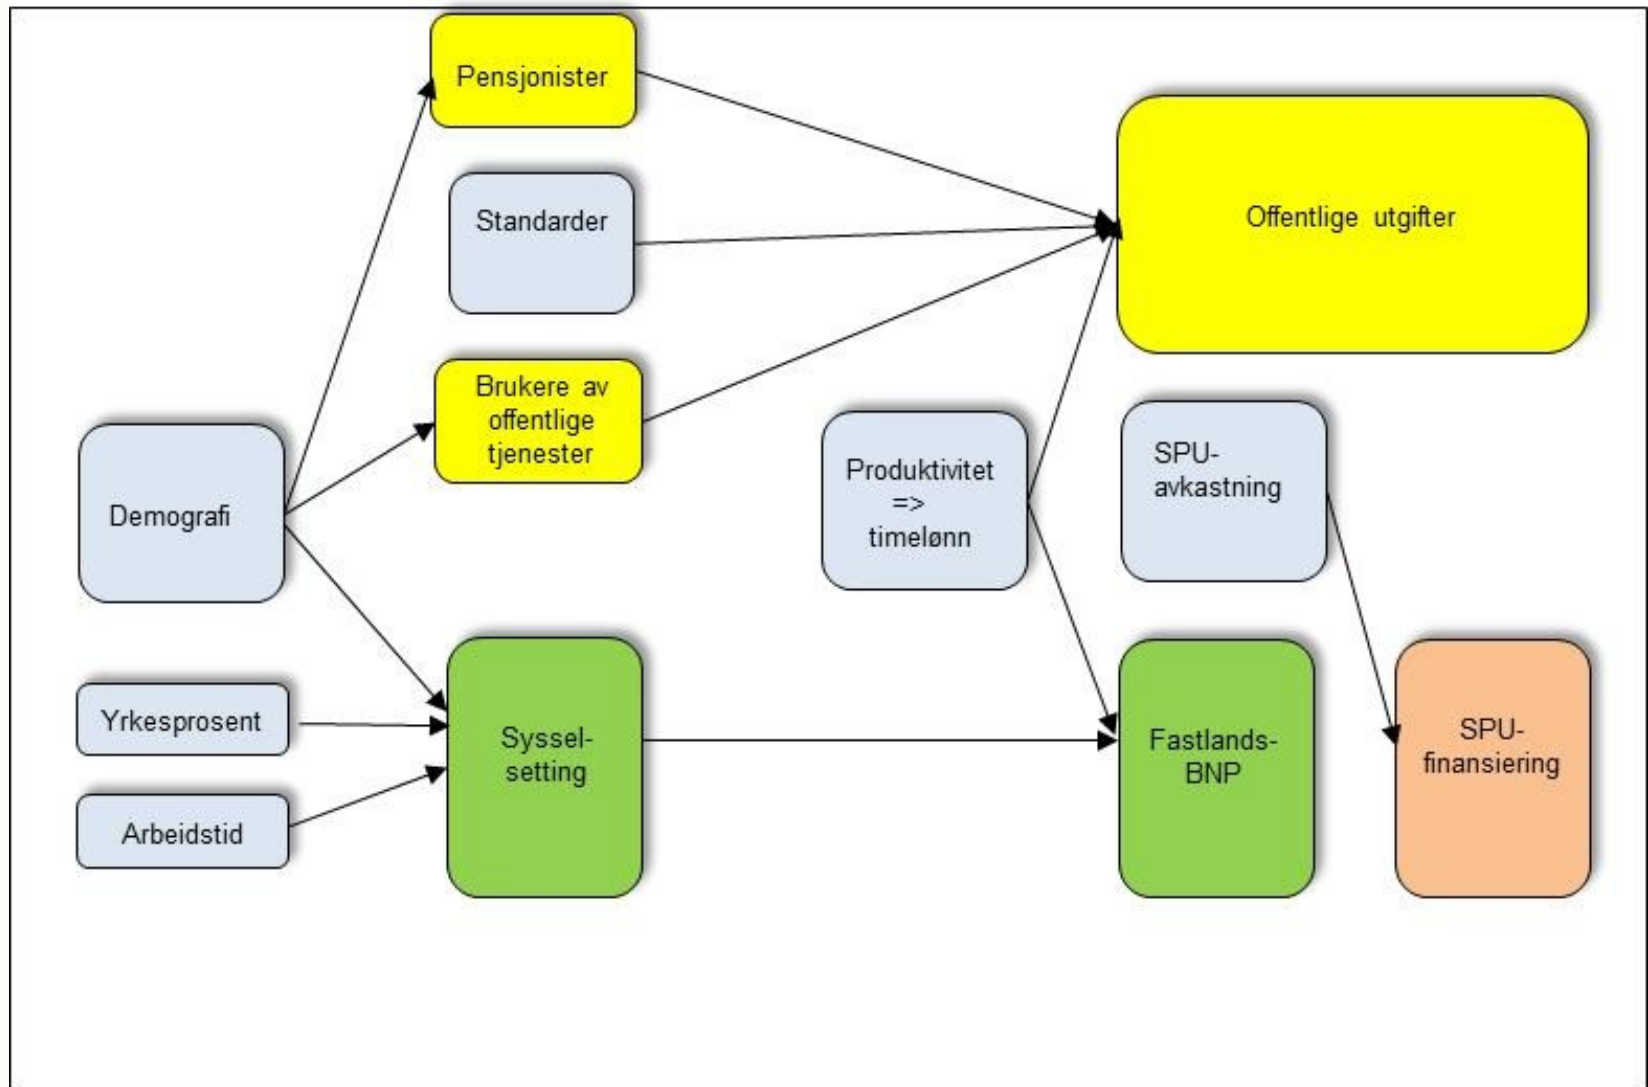 Pensjonister
Standarder
Offentlige utgifter
Brukere av
offentlige
tjenester
Demografi
Produktivitet
=>
timelønn
SPU-
avkastning
Yrkesprosent
Arbeidstid
Syssel-
setting
Fastlands-
BNP
SPU-
finansiering